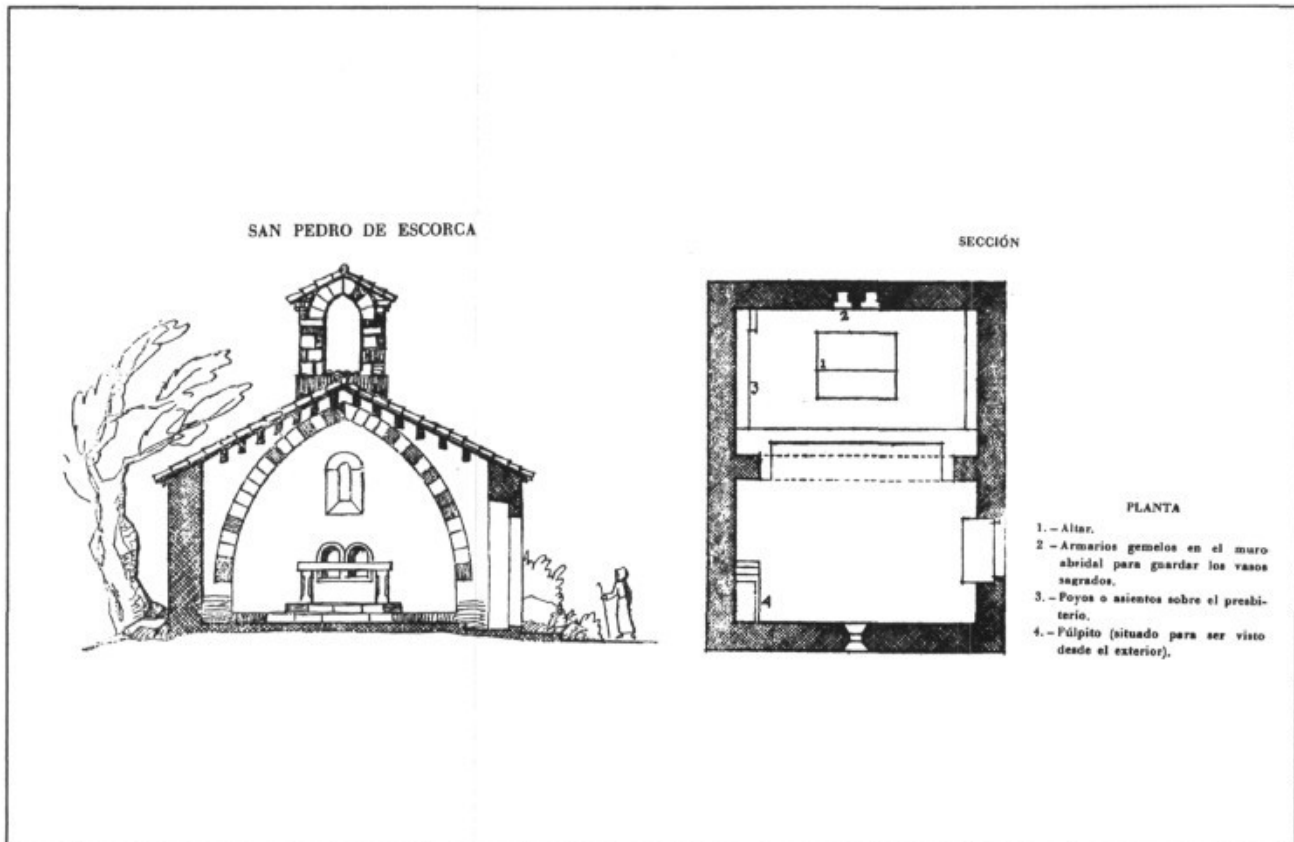 SAN PEDRO DE ESCORCA
SECCIÓN
2
1
3
4
PLANTA
1. – Altar.
2 – Armarios gemelos en el muro
abridal para guardar los vasos
sagrados.
3. – Poyos o asientos sobre el presbi-
terio.
4. – Púlpito (situado para ser visto
desde el exterior).